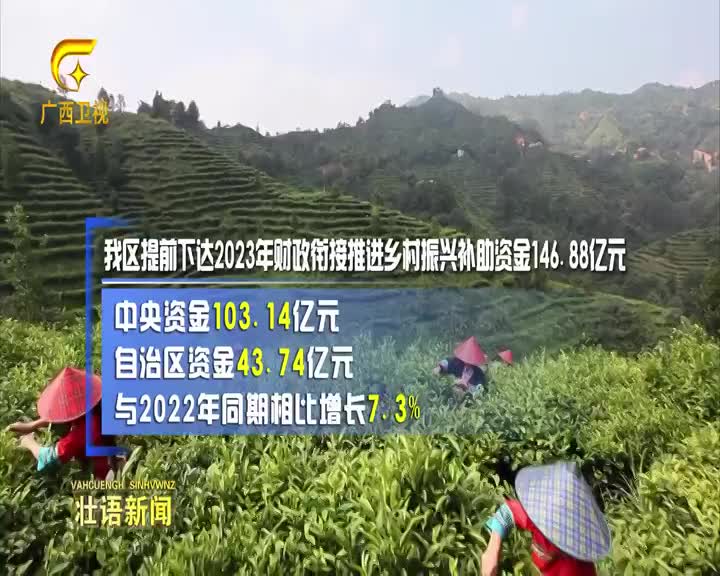 广西卫视
我区提前下达2023年财政衔接推进乡村振兴补助资金146.88亿元
中央资金103.14亿元
自治区资金43.74亿元
与2022年同期相比增长7.3%
VAHCUENGH SINHVWNZ
壮语新闻